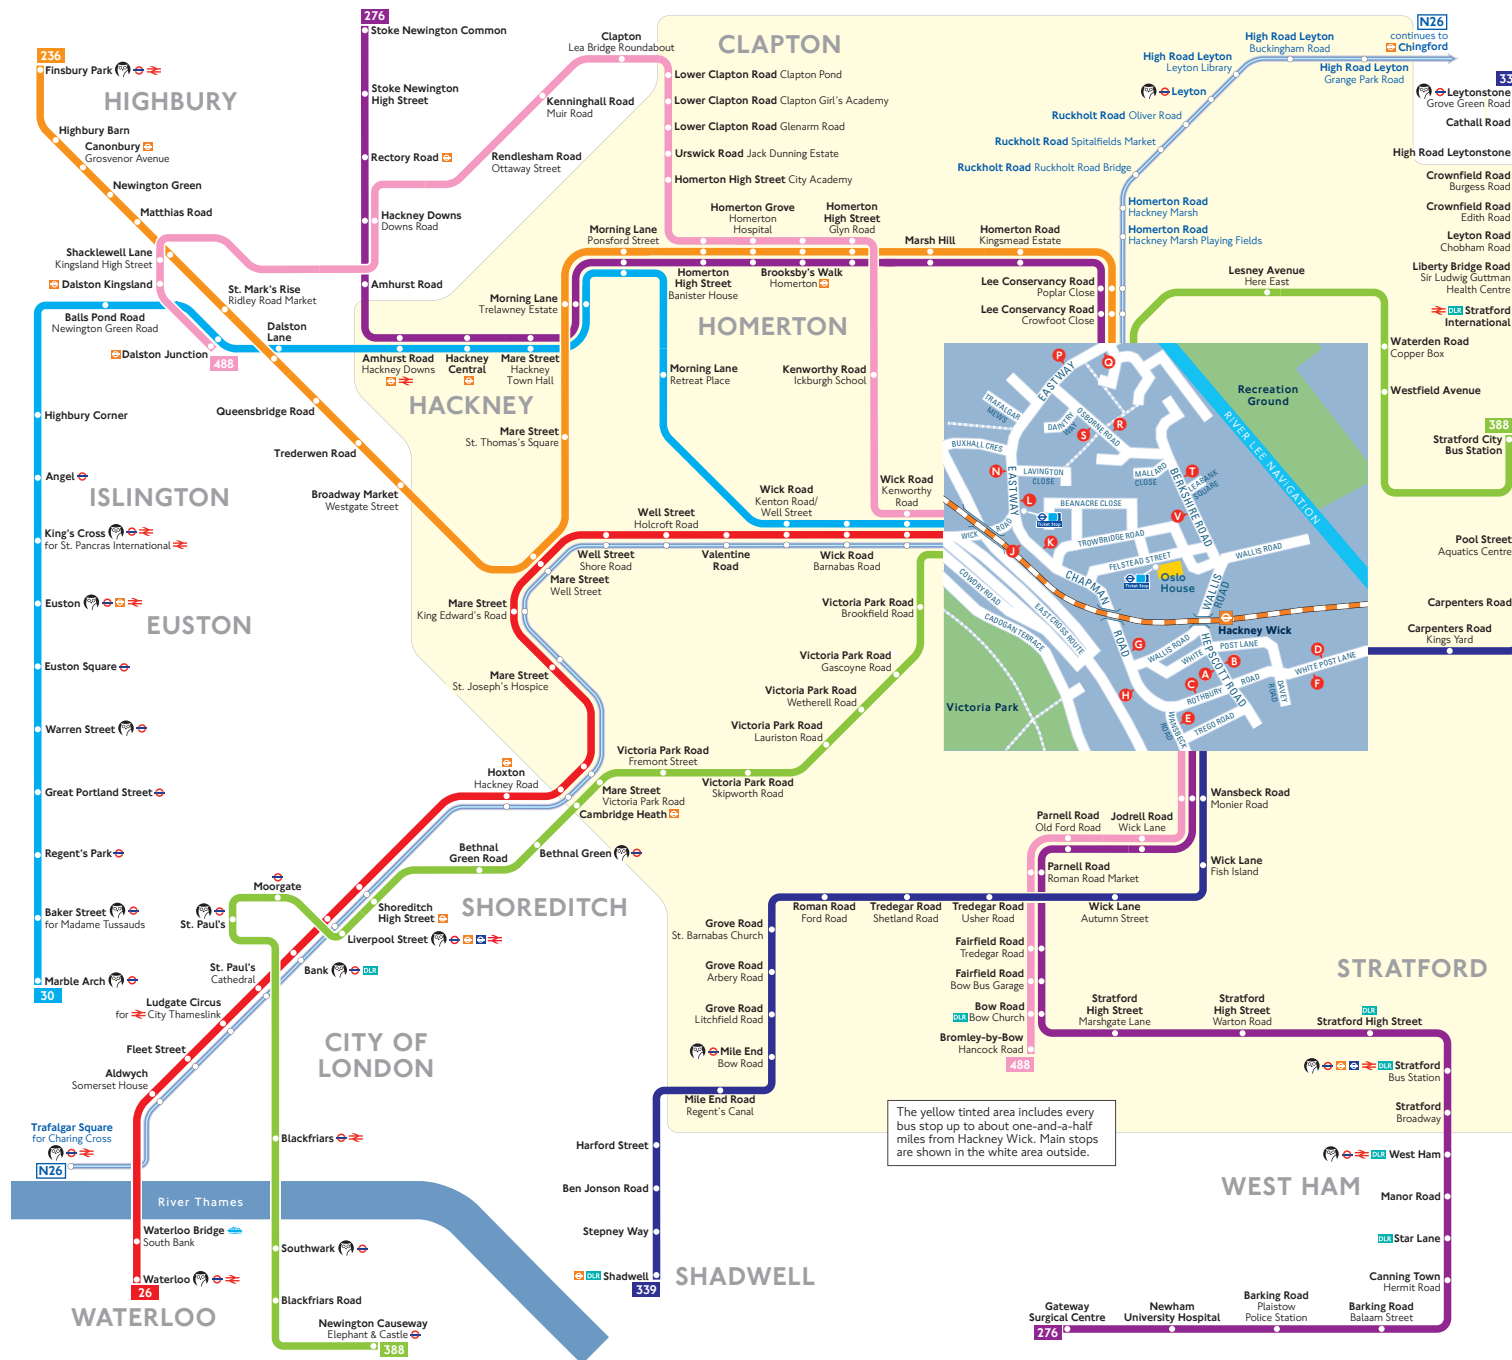 276
Stoke Newington Common
Stoke Newington
High Street
Rectory Road
Hackney Downs
Downs Road
Amhurst Road
236
Finsbury Park
HIGHBURY
Highbury Barn
Canonbury
Grosvenor Avenue
Newington Green
Matthias Road
Shacklewell Lane
Kingsland High Street
Dalston Kingsland
St. Mark's Rise
Ridley Road Market
Balls Pond Road
Newington Green Road
Dalston
Lane
Dalston Junction
488
Clapton
Lea Bridge Roundabout
CLAPTON
Kenninghall Road
Muir Road
Rendlesham Road
Ottaway Street
Lower Clapton Road Clapton Pond
Lower Clapton Road Clapton Girl's Academy
Lower Clapton Road Glenarm Road
Urswick Road Jack Dunning Estate
Homerton High Street City Academy
Homerton Grove
Homerton
Hospital
Homerton
High Street
Glyn Road
Morning Lane
Ponsford Street
Marsh Hill
Homerton Road
Kingsmead Estate
Homerton
High Street
Banister House
Brooksby's Walk
Homerton
Morning Lane
Trelawney Estate
HOMERTON
Lee Conservancy Road
Poplar Close
Lee Conservancy Road
Crowfoot Close
N26
continues to
Chingford
High Road Leyton
Buckingham Road
High Road Leyton
Leyton Library
High Road Leyton
Grange Park Road
Leyton
Ruckholt Road Oliver Road
Ruckholt Road Spitalfields Market
Ruckholt Road Ruckholt Road Bridge
Homerton Road
Hackney Marsh
Homerton Road
Hackney Marsh Playing Fields
Lesney Avenue
Here East
33
Leytonstone
Grove Green Road
Cathall Road
High Road Leytonstone
Crownfield Road
Burgess Road
Crownfield Road
Edith Road
Leyton Road
Chobham Road
Liberty Bridge Road
Sir Ludwig Guttman
Health Centre
DLR Stratford
International
Waterden Road
Copper Box
Westfield Avenue
388
Stratford City
Bus Station
Pool Street
Aquatics Centre
Carpenters Road
Carpenters Road
Kings Yard
Amhurst Road
Hackney Downs
Hackney
Central
Mare Street
Hackney
Town Hall
HACKNEY
Morning Lane
Retreat Place
Kenworthy Road
Ickburgh School
Mare Street
St. Thomas's Square
Queensbridge Road
Trederwen Road
Broadway Market
Westgate Street
Highbury Corner
Angel
ISLINGTON
King's Cross
for St. Pancras International
Euston
EUSTON
Euston Square
Warren Street
Great Portland Street
Regent's Park
Baker Street
for Madame Tussauds
Marble Arch
30
Well Street
Holcroft Road
Wick Road
Kenton Road/
Well Street
Wick Road
Kenworthy
Road
Well Street
Shore Road
Valentine
Road
Wick Road
Barnabas Road
Mare Street
Well Street
Mare Street
King Edward's Road
Mare Street
St. Joseph's Hospice
Victoria Park Road
Brookfield Road
Victoria Park Road
Gascoyne Road
Victoria Park Road
Wetherell Road
Victoria Park Road
Lauriston Road
Victoria Park Road
Fremont Street
Victoria Park Road
Skipworth Road
Mare Street
Victoria Park Road
Cambridge Heath
Hoxton
Hackney Road
Bethnal
Green Road
Bethnal Green
Moorgate
St. Paul's
Shoreditch
High Street
SHOREDITCH
Liverpool Street
St. Paul's
Cathedral
Bank DLR
Ludgate Circus
for City Thameslink
Fleet Street
Aldwych
Somerset House
CITY OF
LONDON
Trafalgar Square
for Charing Cross
N26
River Thames
Blackfriars
Waterloo Bridge
South Bank
Southwark
Waterloo
26
WATERLOO
Blackfriars Road
Newington Causeway
Elephant & Castle
388
P
Q
EASTWAY
TRAFALGAR
MEWS
DAINTRY
WAY
OSBORNE ROAD
R
S
Recreation
Ground
RIVER LEE NAVIGATION
BUXHALL CRES
N
EASTWAY
LAVINGTON
CLOSE
MALLARD
CLOSE
T
LEABANK
SQUARE
BERKSHIRE ROAD
L
Ticket Stop
BEANACRE CLOSE
V
WICK ROAD
K
J
TROWBRIDGE ROAD
FELSTEAD STREET
WALLIS ROAD
Ticket Stop
Oslo
House
CHAPMAN ROAD
WALLIS
ROAD
COWDRY ROAD
EAST CROSS ROUTE
CADOGAN TERRACE
Hackney Wick
G
WALLIS ROAD
WHITE POST LANE
HEPSCOTT ROAD
B
A
D
WHITE POST LANE
F
C
ROTHBURY ROAD
DAVEY
ROAD
H
E
WANSBECK
ROAD
TREGO ROAD
Victoria Park
Wansbeck Road
Monier Road
Parnell Road
Old Ford Road
Jodrell Road
Wick Lane
Parnell Road
Roman Road Market
Wick Lane
Fish Island
Roman Road
Ford Road
Tredegar Road
Shetland Road
Tredegar Road
Usher Road
Wick Lane
Autumn Street
Grove Road
St. Barnabas Church
Grove Road
Arbery Road
Grove Road
Litchfield Road
Mile End
Bow Road
Mile End Road
Regent's Canal
Fairfield Road
Tredegar Road
Fairfield Road
Bow Bus Garage
Bow Road
DLR Bow Church
Bromley-by-Bow
Hancock Road
488
STRATFORD
Stratford
High Street
Marshgate Lane
Stratford
High Street
Warton Road
DLR
Stratford High Street
DLR Stratford
Bus Station
Stratford
Broadway
DLR West Ham
WEST HAM
Manor Road
DLR Star Lane
Canning Town
Hermit Road
Barking Road
Balaam Street
Barking Road
Plaistow
Police Station
Newham
University Hospital
Gateway
Surgical Centre
276
The yellow tinted area includes every
bus stop up to about one-and-a-half
miles from Hackney Wick. Main stops
are shown in the white area outside.
Harford Street
Ben Jonson Road
Stepney Way
DLR Shadwell
339
SHADWELL